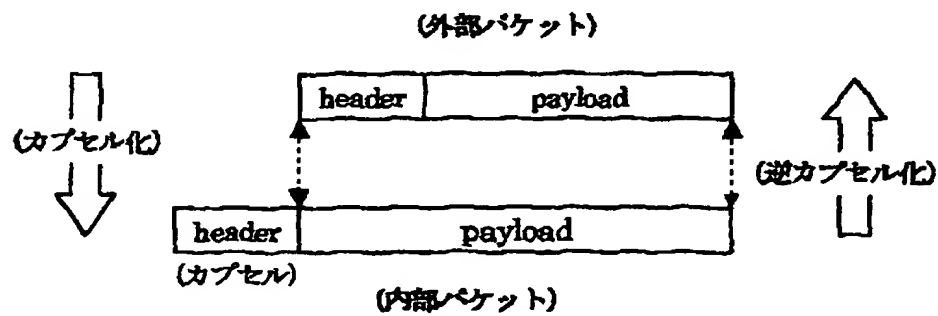 (外部パケット)
header payload
(カプセル化)
(逆カプセル化)
header payload
(カプセル)
(内部パケット)